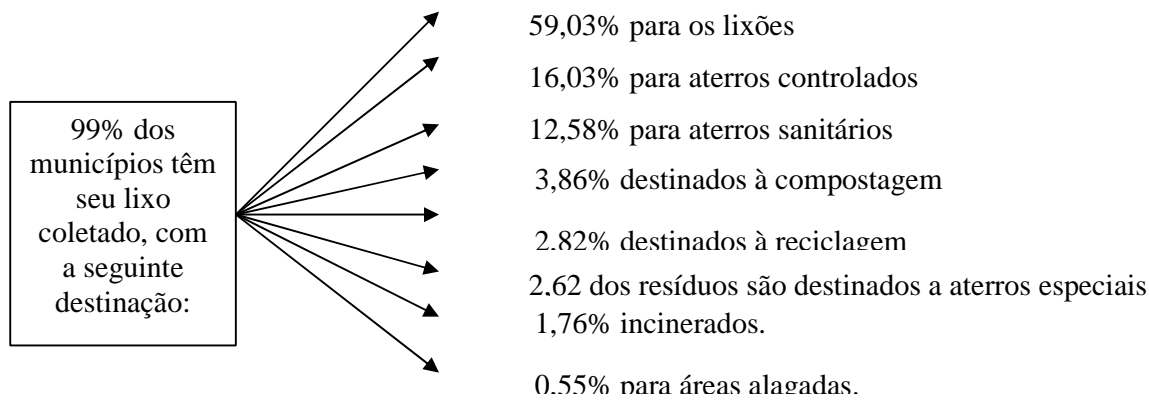 99% dos
municípios têm
seu lixo
coletado, com
a seguinte
destinação:
59,03% para os lixões
16,03% para aterros controlados
12,58% para aterros sanitários
3,86% destinados à compostagem
2,82% destinados à reciclagem
2,62 dos resíduos são destinados a aterros especiais
1,76% incinerados.
0,55% para áreas alagadas.